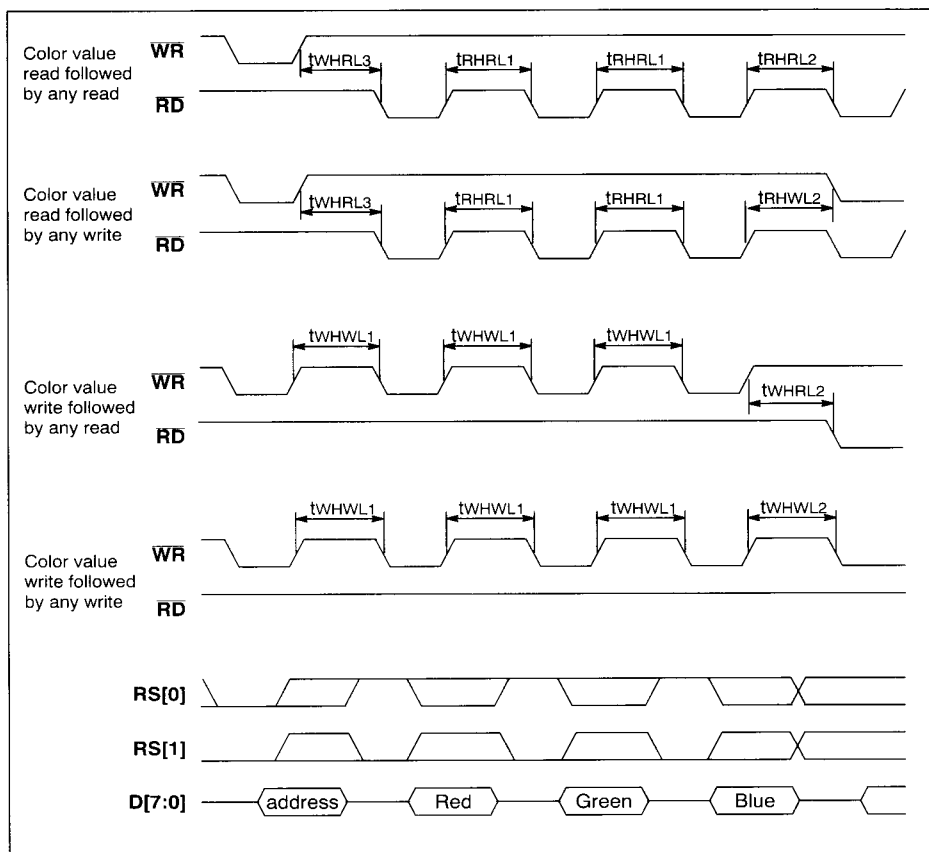 Color value
read followed
by any read
WR
tWHRL3 tRHRL1 tRHRL1 tRHRL2
RD
Color value
read followed
by any write
WR
tWHRL3 tRHRL1 tRHRL1 tRHWL2
RD
Color value
write followed
by any read
tWHWL1 tWHWL1 tWHWL1
WR
tWHRL2
RD
Color value
write followed
by any write
tWHWL1 tWHWL1 tWHWL1 tWHWL2
WR
RD
RS[0]
RS[1]
D[7:0] address Red Green Blue